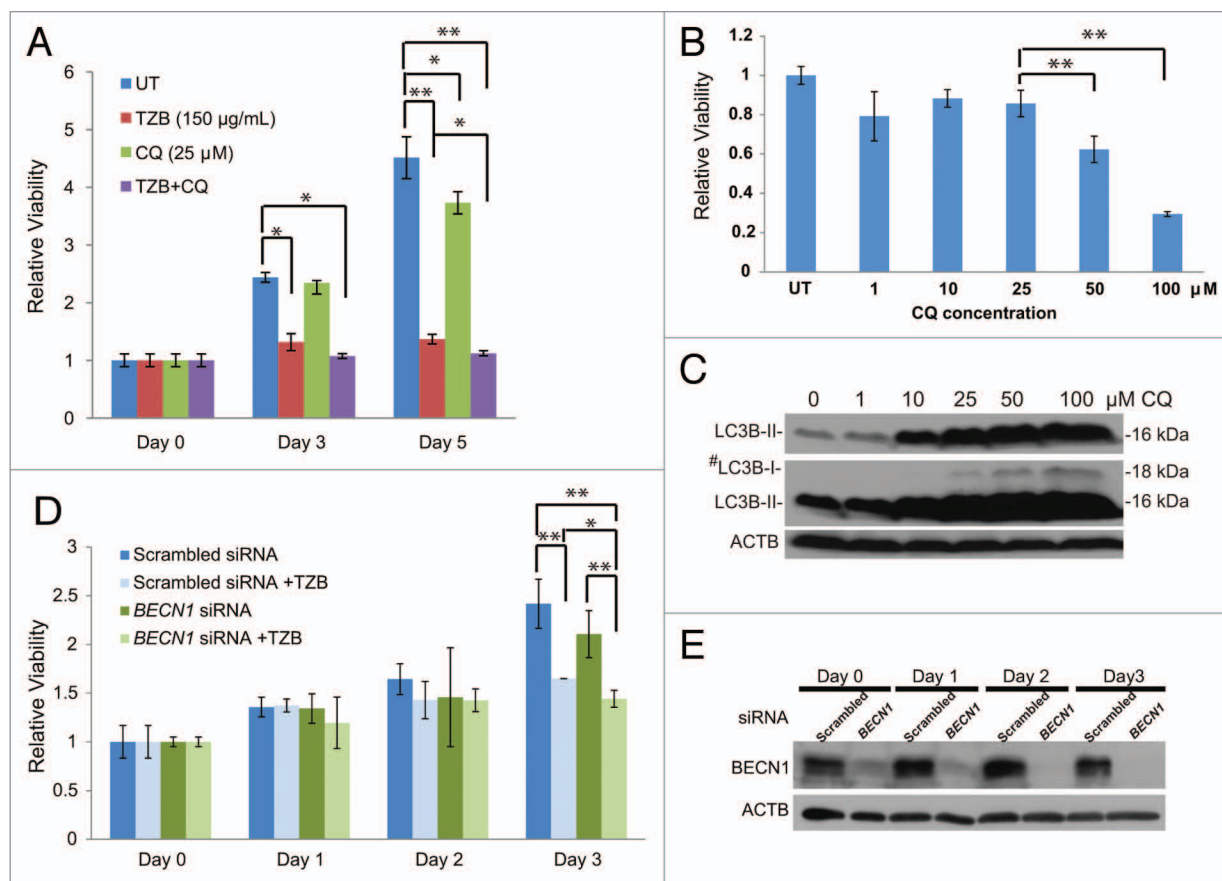 A
Relative Viability
6
5
4
3
2
1
0
UT
TZB (150 µg/mL)
CQ (25 µM)
TZB+CQ
*
*
**
*
**
*
Day 0 Day 3 Day 5
B
Relative Viability
1.2
1
0.8
0.6
0.4
0.2
0
**
**
UT 1 10 25 50 100 µM
CQ concentration
C
0 1 10 25 50 100 µM CQ
LC3B-II- -16 kDa
#LC3B-I- -18 kDa
LC3B-II- -16 kDa
ACTB
D
Relative Viability
3
2.5
2
1.5
1
0.5
0
Scrambled siRNA
Scrambled siRNA +TZB
BECN1 siRNA
BECN1 siRNA +TZB
**
*
**
**
Day 0 Day 1 Day 2 Day 3
E
Day 0 Day 1 Day 2 Day3
siRNA Scrambled BECN1 Scrambled BECN1 Scrambled BECN1 Scrambled BECN1
BECN1
ACTB